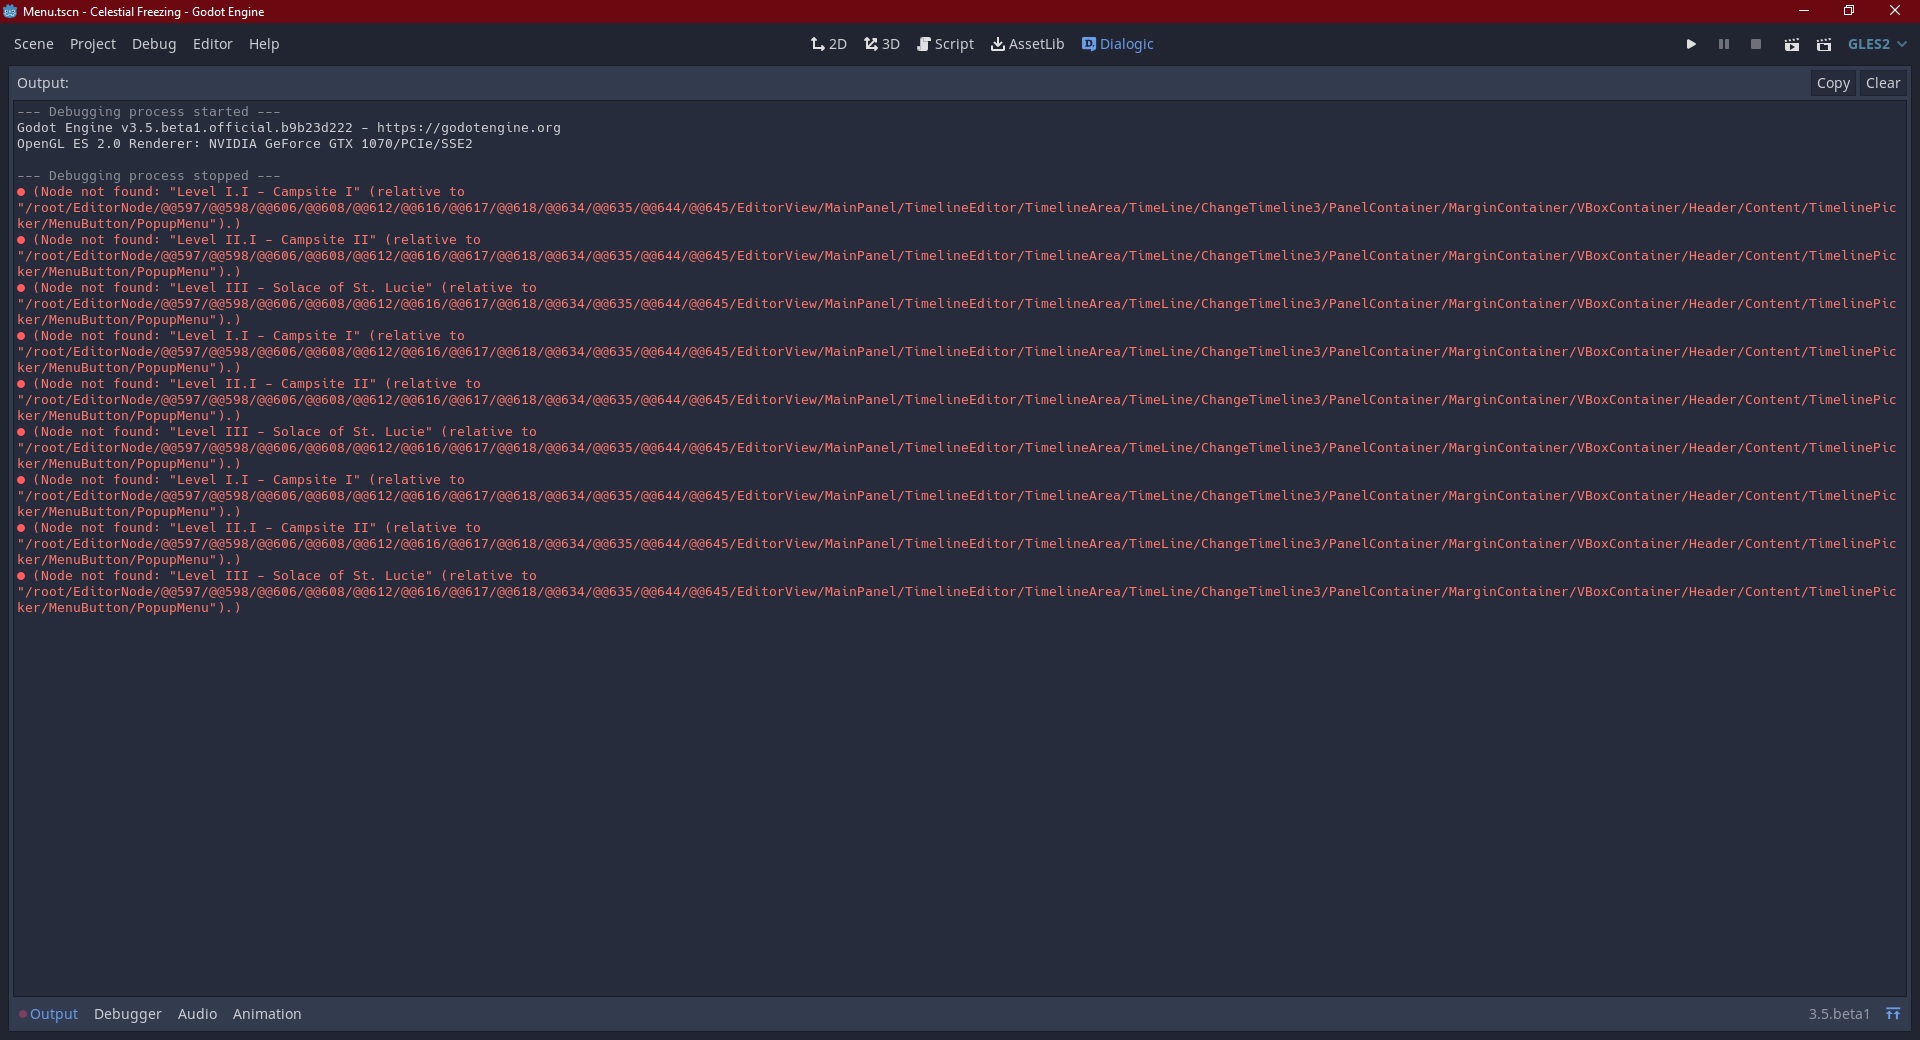 Menu.tscn - Celestial Freezing - Godot Engine
Scene Project Debug Editor Help 2D 3D Script AssetLib Dialogic GLES2
Output: Copy Clear
--- Debugging process started ---
Godot Engine v3.5.beta1.official.b9b23d222 - https://godotengine.org
OpenGL ES 2.0 Renderer: NVIDIA GeForce GTX 1070/PCIe/SSE2
--- Debugging process stopped ---
(Node not found: "Level I.I - Campsite I" (relative to
"/root/EditorNode/@@597/@@598/@@606/@@608/@@612/@@616/@@617/@@618/@@634/@@635/@@644/@@645/EditorView/MainPanel/TimelineEditor/TimelineArea/TimeLine/ChangeTimeline3/PanelContainer/MarginContainer/VBoxContainer/Header/Content/TimelinePic
ker/MenuButton/PopupMenu").)
(Node not found: "Level II.I - Campsite II" (relative to
"/root/EditorNode/@@597/@@598/@@606/@@608/@@612/@@616/@@617/@@618/@@634/@@635/@@644/@@645/EditorView/MainPanel/TimelineEditor/TimelineArea/TimeLine/ChangeTimeline3/PanelContainer/MarginContainer/VBoxContainer/Header/Content/TimelinePic
ker/MenuButton/PopupMenu").)
(Node not found: "Level III - Solace of St. Lucie" (relative to
"/root/EditorNode/@@597/@@598/@@606/@@608/@@612/@@616/@@617/@@618/@@634/@@635/@@644/@@645/EditorView/MainPanel/TimelineEditor/TimelineArea/TimeLine/ChangeTimeline3/PanelContainer/MarginContainer/VBoxContainer/Header/Content/TimelinePic
ker/MenuButton/PopupMenu").)
(Node not found: "Level I.I - Campsite I" (relative to
"/root/EditorNode/@@597/@@598/@@606/@@608/@@612/@@616/@@617/@@618/@@634/@@635/@@644/@@645/EditorView/MainPanel/TimelineEditor/TimelineArea/TimeLine/ChangeTimeline3/PanelContainer/MarginContainer/VBoxContainer/Header/Content/TimelinePic
ker/MenuButton/PopupMenu").)
(Node not found: "Level II.I - Campsite II" (relative to
"/root/EditorNode/@@597/@@598/@@606/@@608/@@612/@@616/@@617/@@618/@@634/@@635/@@644/@@645/EditorView/MainPanel/TimelineEditor/TimelineArea/TimeLine/ChangeTimeline3/PanelContainer/MarginContainer/VBoxContainer/Header/Content/TimelinePic
ker/MenuButton/PopupMenu").)
(Node not found: "Level III - Solace of St. Lucie" (relative to
"/root/EditorNode/@@597/@@598/@@606/@@608/@@612/@@616/@@617/@@618/@@634/@@635/@@644/@@645/EditorView/MainPanel/TimelineEditor/TimelineArea/TimeLine/ChangeTimeline3/PanelContainer/MarginContainer/VBoxContainer/Header/Content/TimelinePic
ker/MenuButton/PopupMenu").)
(Node not found: "Level I.I - Campsite I" (relative to
"/root/EditorNode/@@597/@@598/@@606/@@608/@@612/@@616/@@617/@@618/@@634/@@635/@@644/@@645/EditorView/MainPanel/TimelineEditor/TimelineArea/TimeLine/ChangeTimeline3/PanelContainer/MarginContainer/VBoxContainer/Header/Content/TimelinePic
ker/MenuButton/PopupMenu").)
(Node not found: "Level II.I - Campsite II" (relative to
"/root/EditorNode/@@597/@@598/@@606/@@608/@@612/@@616/@@617/@@618/@@634/@@635/@@644/@@645/EditorView/MainPanel/TimelineEditor/TimelineArea/TimeLine/ChangeTimeline3/PanelContainer/MarginContainer/VBoxContainer/Header/Content/TimelinePic
ker/MenuButton/PopupMenu").)
(Node not found: "Level III - Solace of St. Lucie" (relative to
"/root/EditorNode/@@597/@@598/@@606/@@608/@@612/@@616/@@617/@@618/@@634/@@635/@@644/@@645/EditorView/MainPanel/TimelineEditor/TimelineArea/TimeLine/ChangeTimeline3/PanelContainer/MarginContainer/VBoxContainer/Header/Content/TimelinePic
ker/MenuButton/PopupMenu").)
Output Debugger Audio Animation 3.5.beta1